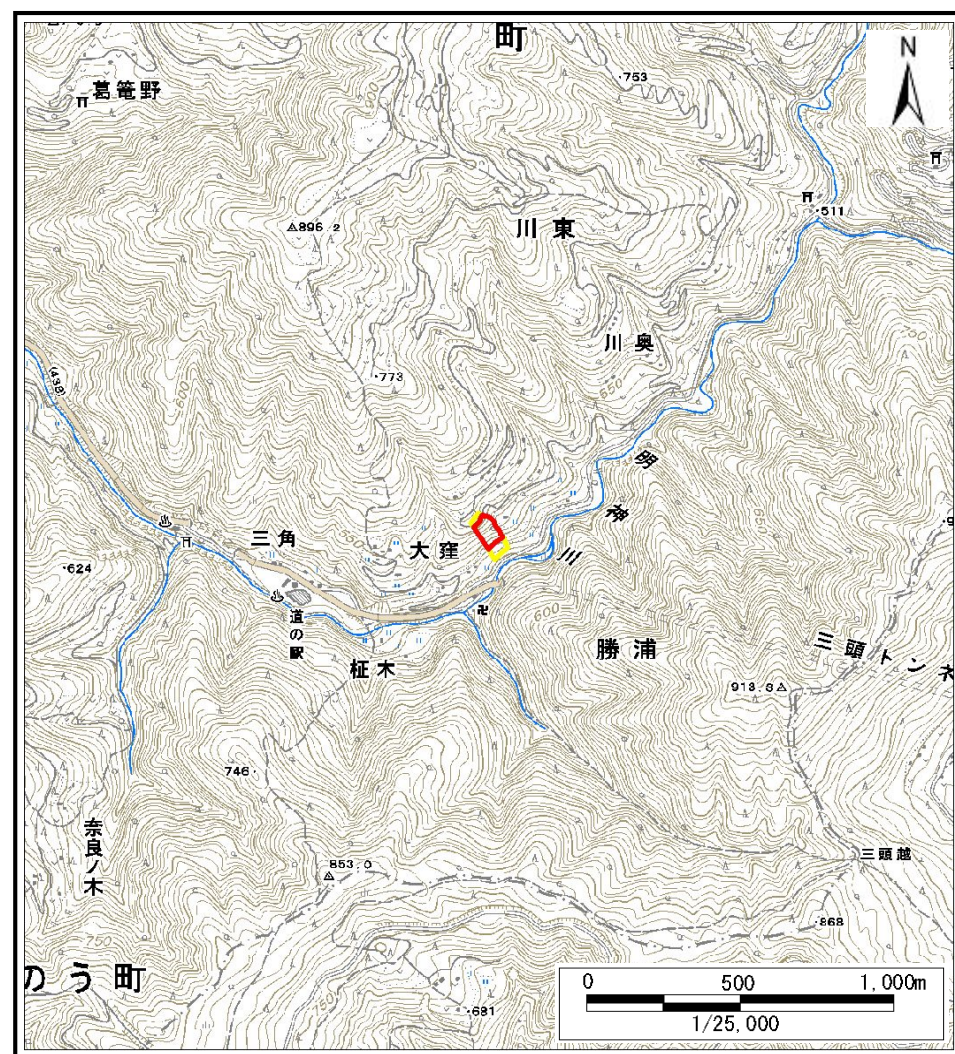 町
葛篭野
・753
N
600
896.2
川東
・511
川奥
650
・773
(438)
600
明神川
三角
大窪
・624
道の駅
600
勝浦
柾木
三頭トンネ
913.8
746・
奈良ノ木
853.0
三頭越
・868
750
のう町
・681
0 500 1,000m
1/25,000